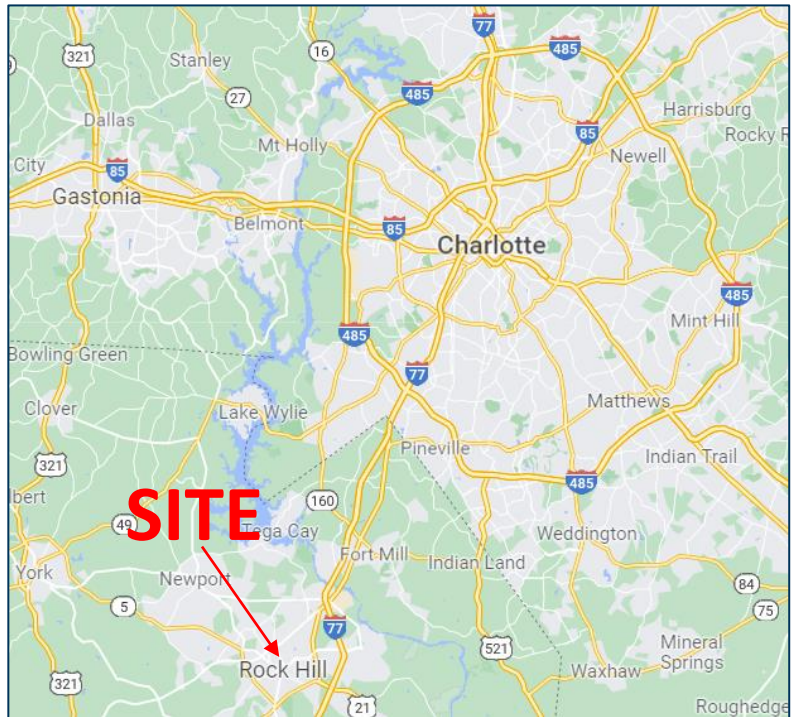 77
485
16
321
Stanley
485
27
Harrisburg
Dallas
85
Rocky R
Mt Holly
Newell
City
85
Gastonia
Belmont
85
Charlotte
485
485
Mint Hill
Bowling Green
77
Clover
Lake Wylie
Matthews
Pineville
321
Indian Trail
485
lbert
160
49
SITE
Tega Cay
Weddington
Fort Mill
Indian Land
York
Newport
84
5
75
77
521
Mineral
Springs
Rock Hill
Waxhaw
321
21
Roughedge